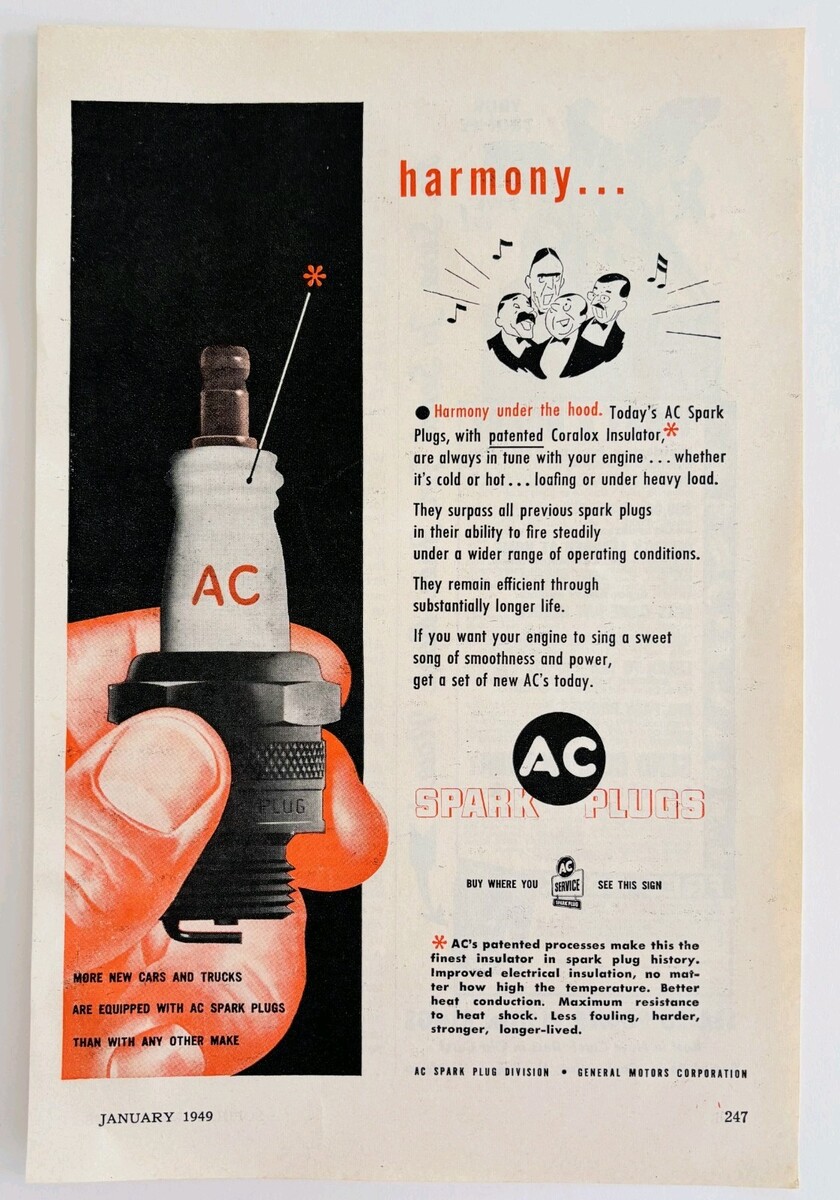 harmony...
*
● Harmony under the hood. Today's AC Spark
Plugs, with patented Coralox Insulator,*
are always in tune with your engine ... whether
it's cold or hot... loafing or under heavy load.
They surpass all previous spark plugs
in their ability to fire steadily
under a wider range of operating conditions.
They remain efficient through
substantially longer life.
If you want your engine to sing a sweet
song of smoothness and power,
get a set of new AC's today.
AC
PLUG
AC
SPARK PLUGS
BUY WHERE YOU
AC
SERVICE
SPARK PLUG
SEE THIS SIGN
* AC's patented processes make this the
finest insulator in spark plug history.
Improved electrical insulation, no mat-
ter how high the temperature. Better
heat conduction. Maximum resistance
to heat shock. Less fouling, harder,
stronger, longer-lived.
MORE NEW CARS AND TRUCKS
ARE EQUIPPED WITH AC SPARK PLUGS
THAN WITH ANY OTHER MAKE
AC SPARK PLUG DIVISION • GENERAL MOTORS CORPORATION
JANUARY 1949
247